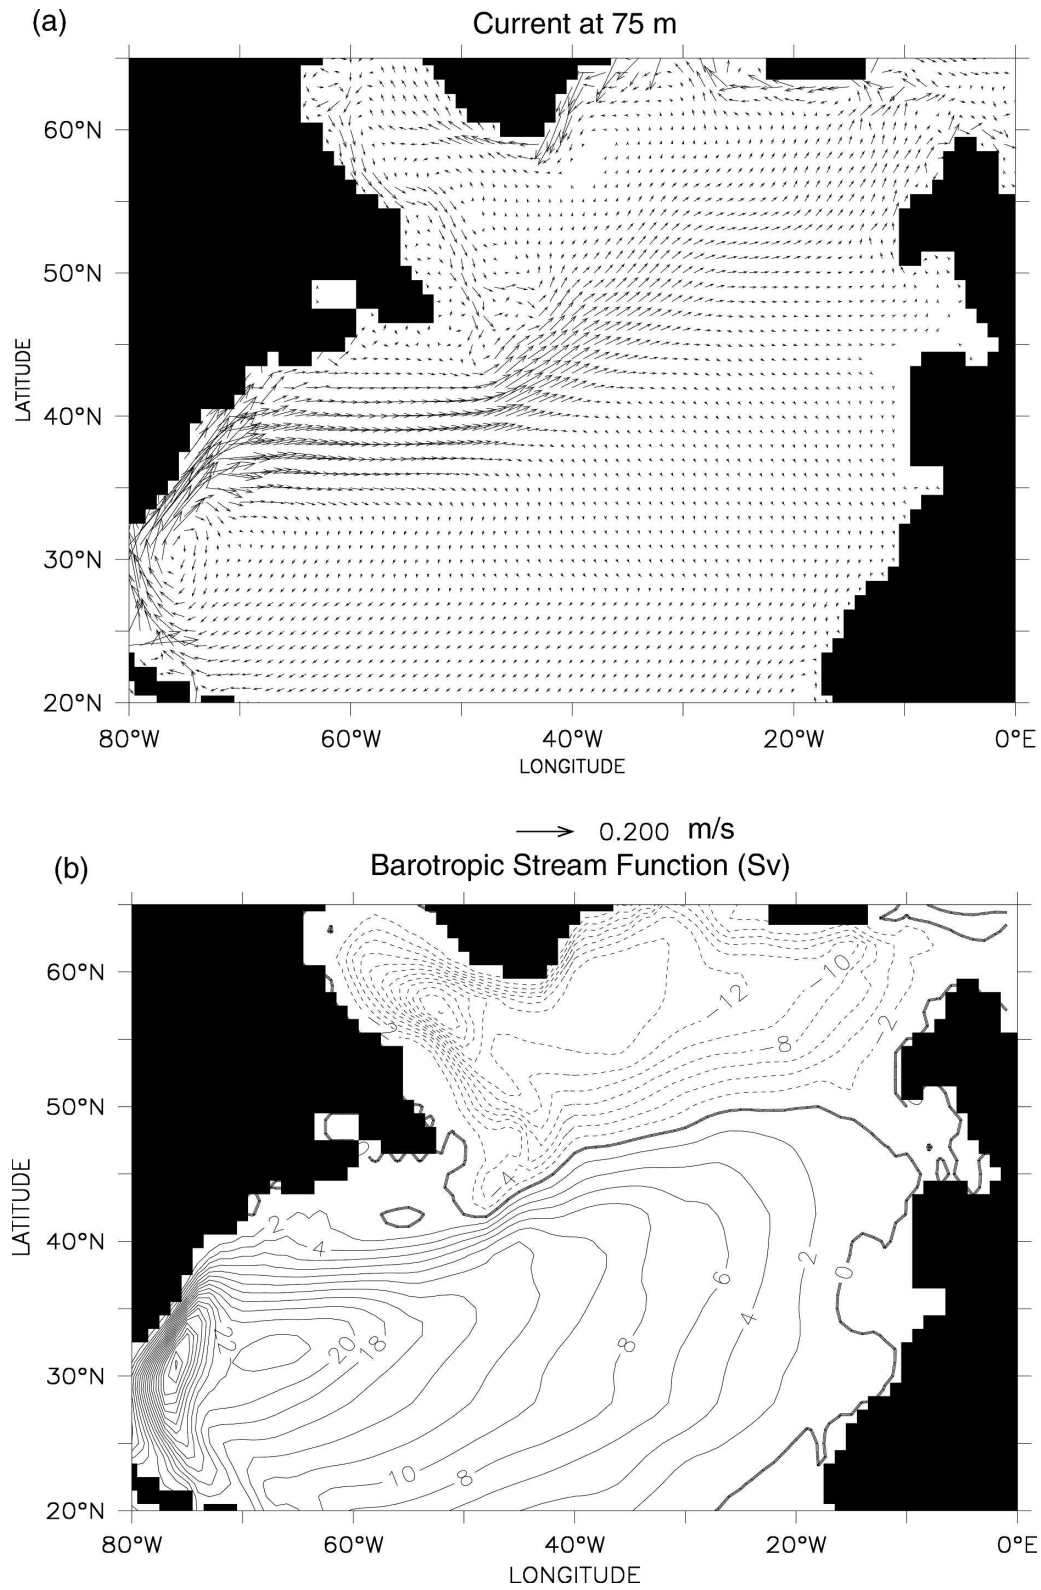 (a)
Current at 75 m
60°N
50°N
40°N
30°N
20°N
LATITUDE
80°W
60°W
40°W
20°W
0°E
LONGITUDE
0.200 m/s
(b)
Barotropic Stream Function (Sv)
60°N
50°N
40°N
30°N
20°N
LATITUDE
-12
-10
-8
-2
-4
2
4
22
20
18
10
8
8
6
4
2
0
80°W
60°W
40°W
20°W
0°E
LONGITUDE